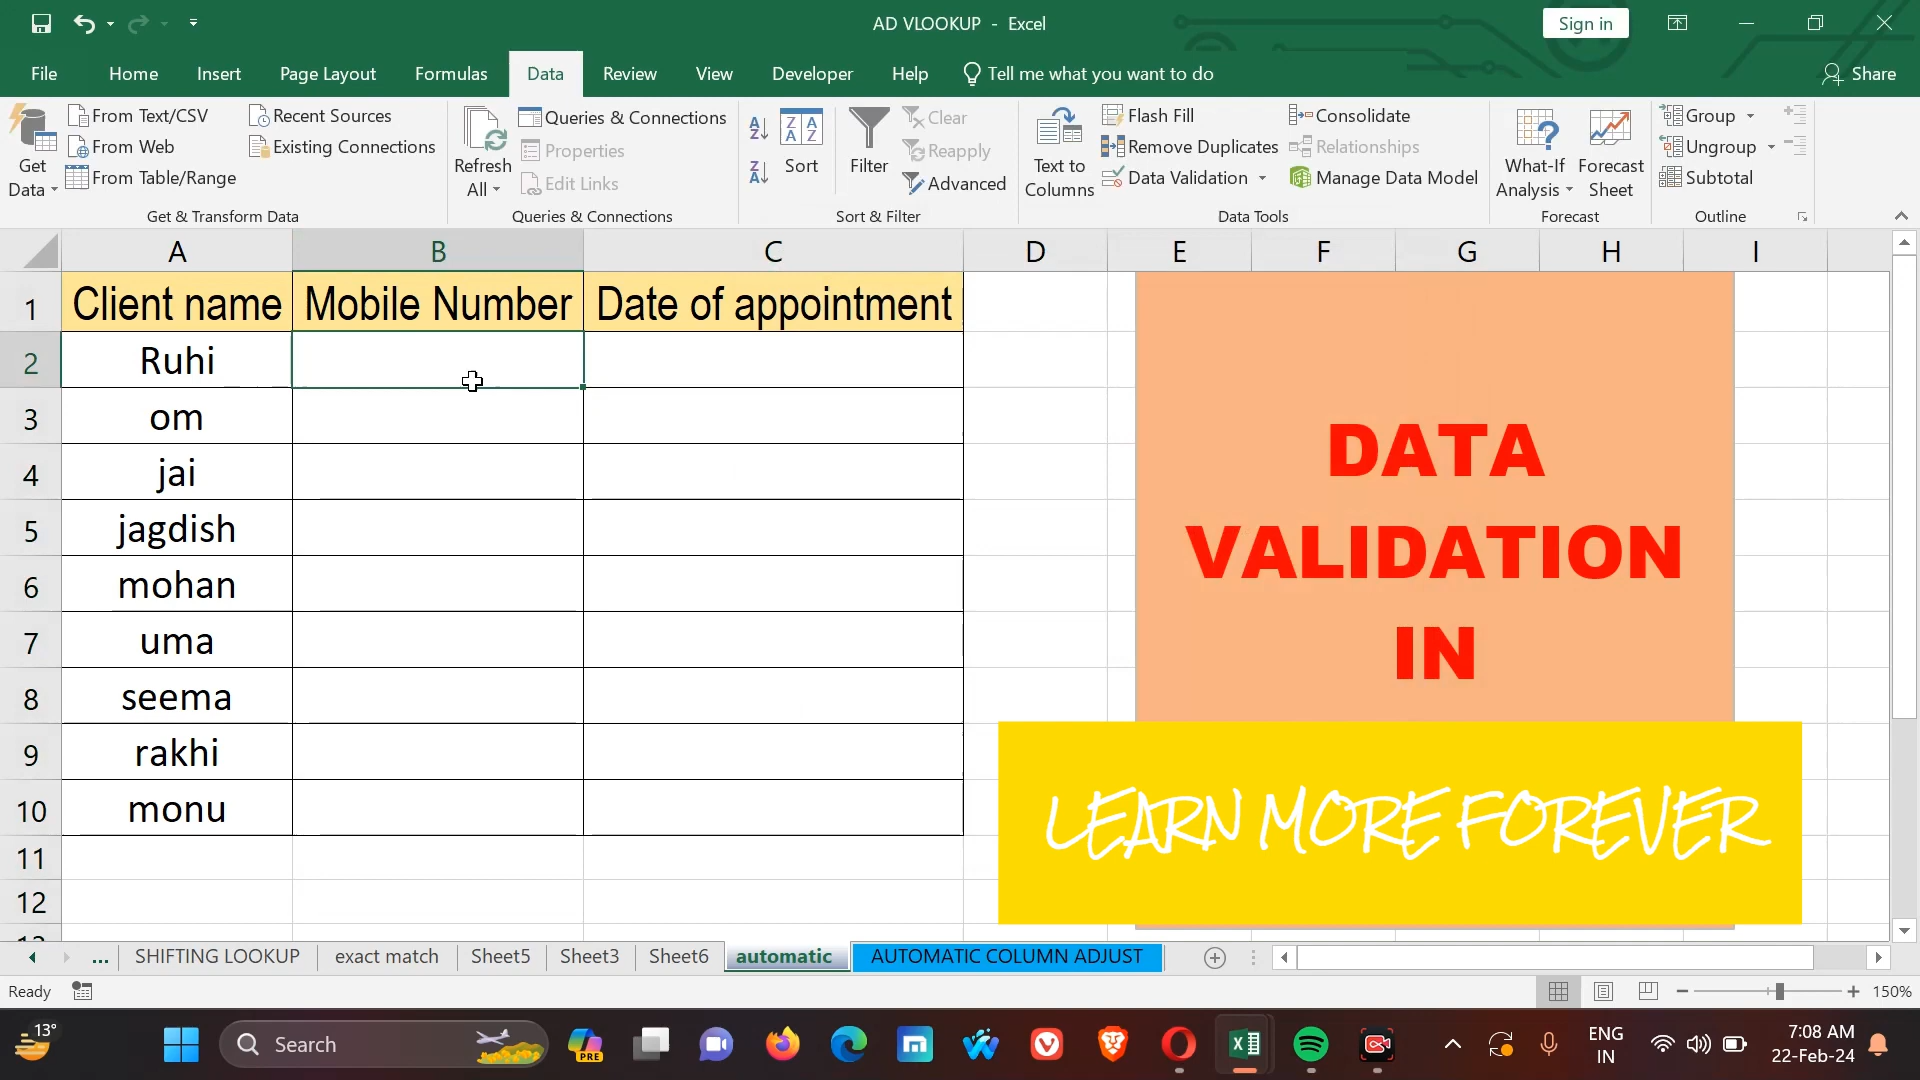 AD VLOOKUP - Excel
Sign in
File Home Insert Page Layout Formulas Data Review View Developer Help Tell me what you want to do Share
Get Data
From Text/CSV
From Web
From Table/Range
Recent Sources
Existing Connections
Get & Transform Data
Refresh All
Queries & Connections
Properties
Edit Links
Queries & Connections
Sort
Filter
Clear
Reapply
Advanced
Sort & Filter
Text to Columns
Flash Fill
Remove Duplicates
Data Validation
Consolidate
Relationships
Manage Data Model
Data Tools
What-If Analysis
Forecast Sheet
Forecast
Group
Ungroup
Subtotal
Outline
A B C D E F G H I
1 Client name Mobile Number Date of appointment
2 Ruhi
3 om
4 jai
5 jagdish
6 mohan
7 uma
8 seema
9 rakhi
10 monu
11
12
DATA
VALIDATION
IN
LEARN MORE FOREVER
... SHIFTING LOOKUP exact match Sheet5 Sheet3 Sheet6 automatic AUTOMATIC COLUMN ADJUST
Ready 150%
13°
Search
PRE
ENG
IN
7:08 AM
22-Feb-24